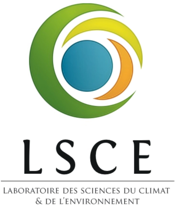 LSCE
LABORATOIRE DES SCIENCES DU CLIMAT
& DE L'ENVIRONNEMENT